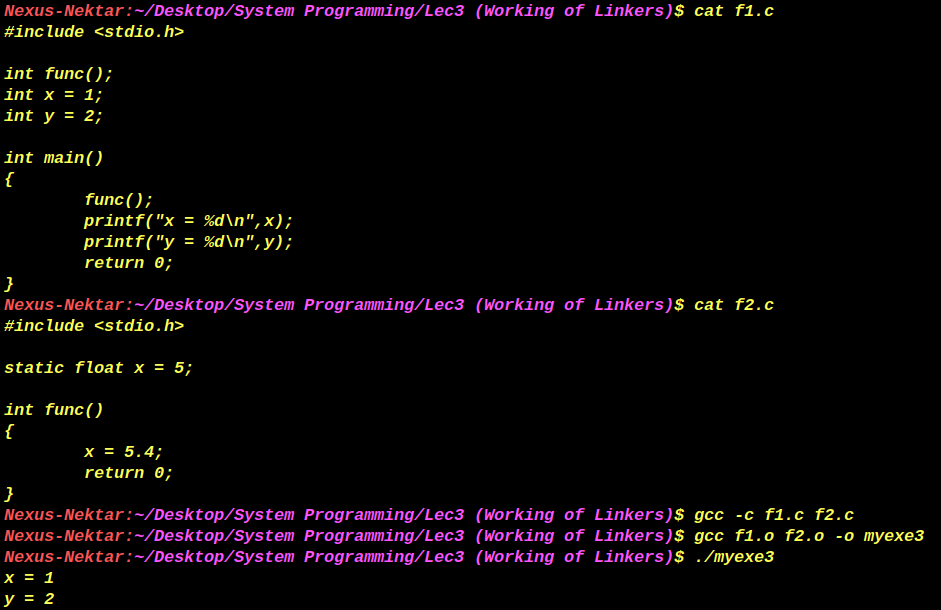 Nexus-Nektar:~/Desktop/System Programming/Lec3 (Working of Linkers)$ cat f1.c
#include <stdio.h>

int func();
int x = 1;
int y = 2;

int main()
{
        func();
        printf("x = %d\n",x);
        printf("y = %d\n",y);
        return 0;
}
Nexus-Nektar:~/Desktop/System Programming/Lec3 (Working of Linkers)$ cat f2.c
#include <stdio.h>

static float x = 5;

int func()
{
        x = 5.4;
        return 0;
}
Nexus-Nektar:~/Desktop/System Programming/Lec3 (Working of Linkers)$ gcc -c f1.c f2.c
Nexus-Nektar:~/Desktop/System Programming/Lec3 (Working of Linkers)$ gcc f1.o f2.o -o myexe3
Nexus-Nektar:~/Desktop/System Programming/Lec3 (Working of Linkers)$ ./myexe3
x = 1
y = 2